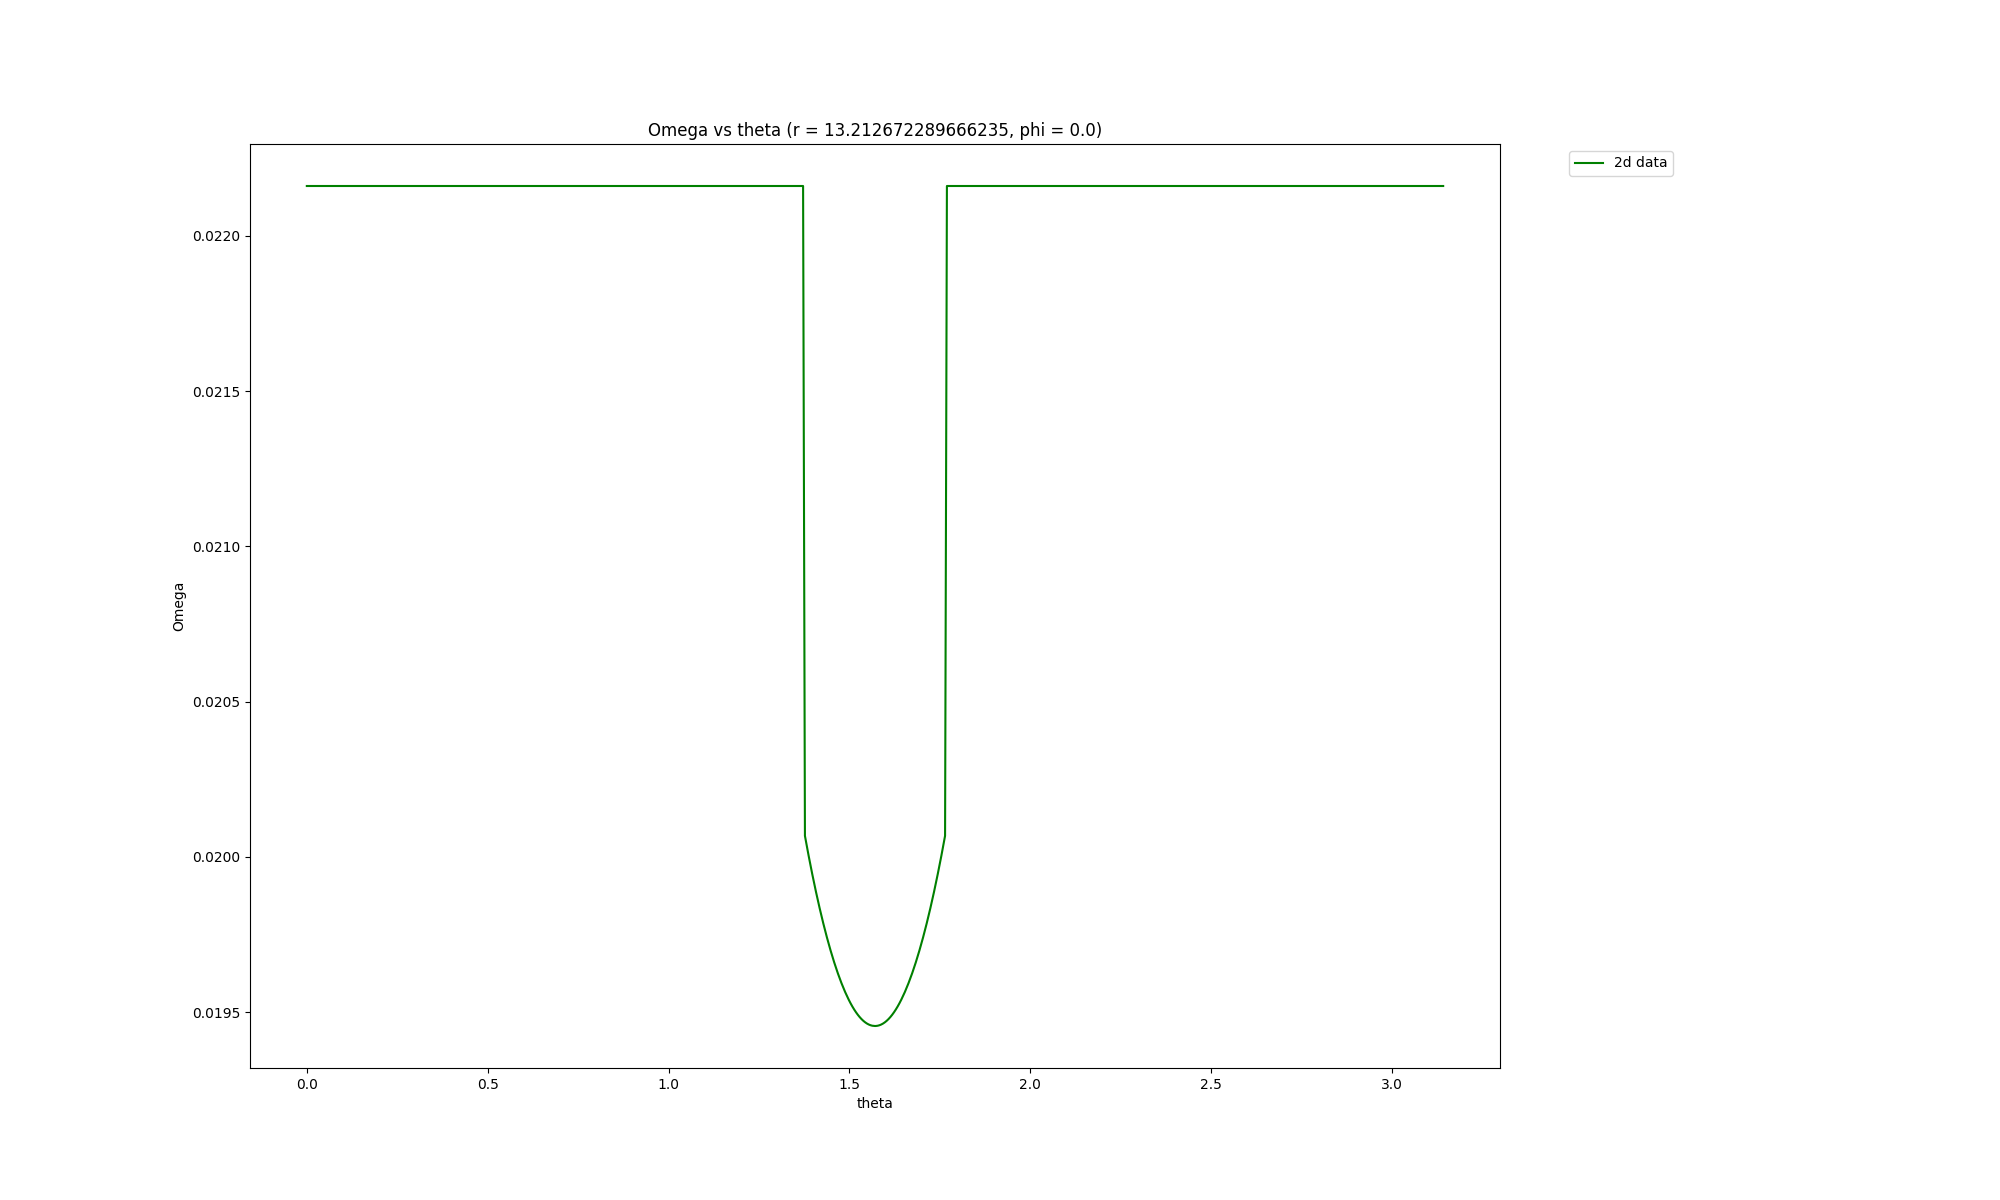 Omega vs theta (r = 13.212672289666235, phi = 0.0)
2d data
0.0220
0.0215
0.0210
0.0205
0.0200
0.0195
Omega
0.0 0.5 1.0 1.5 2.0 2.5 3.0
theta